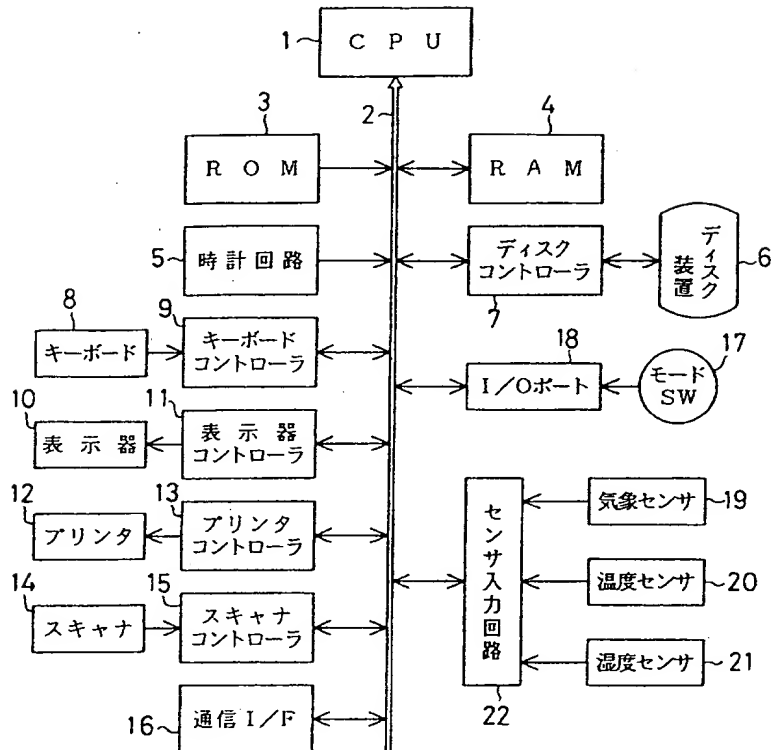 1
CPU
2
3
ROM
4
RAM
5
時計回路
ディスク
コントローラ
7
ディスク
装置
6
8
キーボード
9
キーボード
コントローラ
18
I/Oポート
17
モード
SW
10
表示器
11
表示器
コントローラ
12
プリンタ
13
プリンタ
コントローラ
14
スキャナ
15
スキャナ
コントローラ
16
通信I/F
センサ入力回路
22
気象センサ
19
温度センサ
20
湿度センサ
21